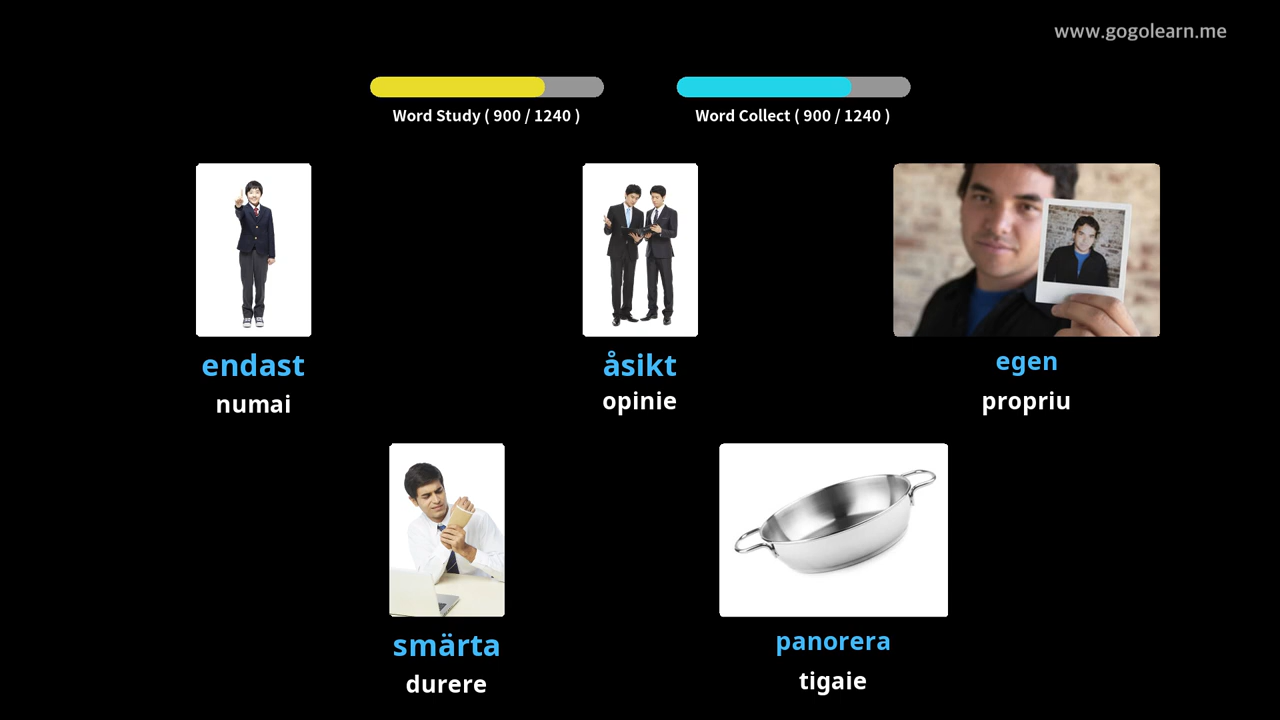 www.gogolearn.me
Word Study ( 900 / 1240 )
Word Collect ( 900 / 1240 )
endast
numai
åsikt
opinie
egen
propriu
smärta
durere
panorera
tigaie